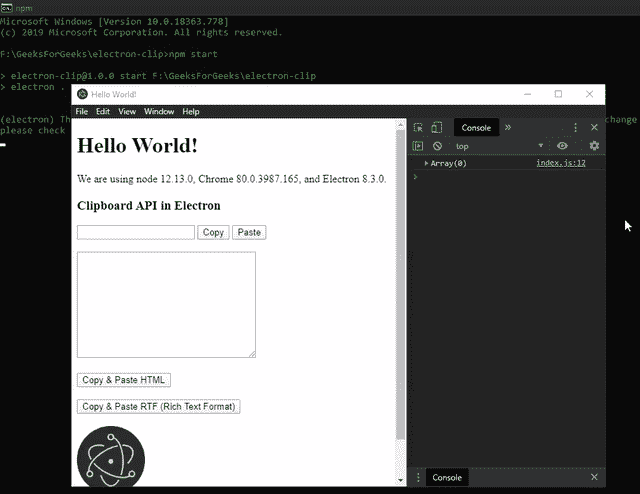 npm
Microsoft Windows [Version 10.0.18363.778]
(c) 2019 Microsoft Corporation. All rights reserved.
F:\GeeksForGeeks\electron-clip>npm start
> electron-clip@1.0.0 start F:\GeeksForGeeks\electron-clip
> electron .
(electron) Th
change
please check
Hello World!
File Edit View Window Help
Hello World!
We are using node 12.13.0, Chrome 80.0.3987.165, and Electron 8.3.0.
Clipboard API in Electron
Copy Paste
Copy & Paste HTML
Copy & Paste RTF (Rich Text Format)
Console »
top
Array(0) index.js:12
Console